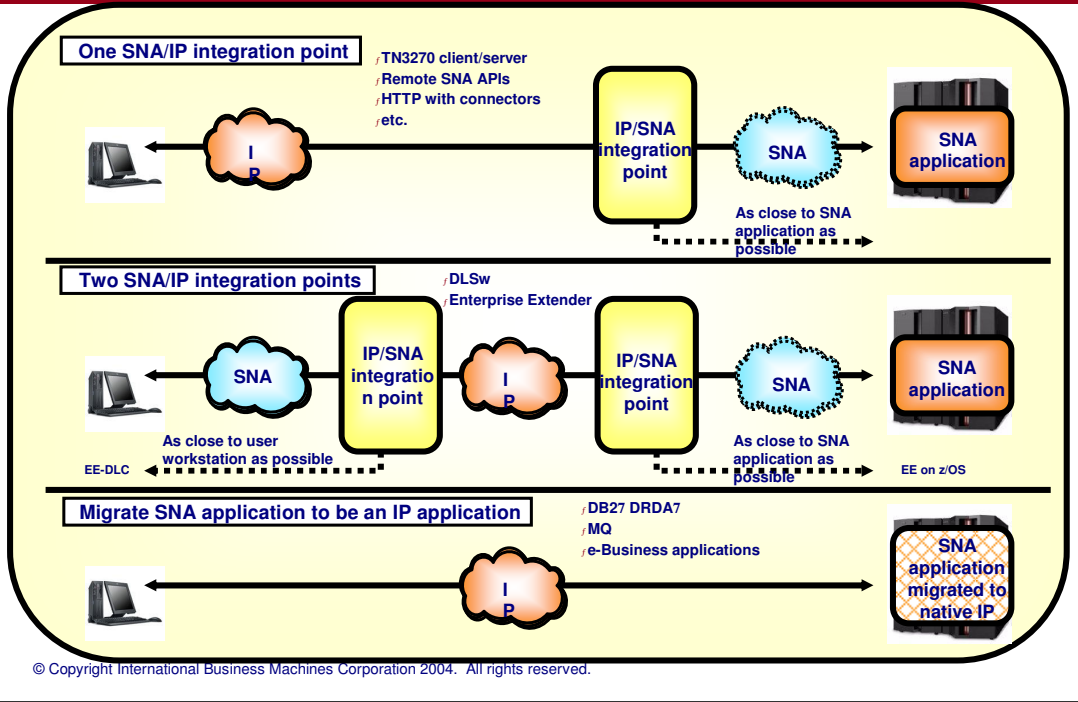 One SNA/IP integration point
ƒTN3270 client/server
ƒRemote SNA APIs
ƒHTTP with connectors
ƒetc.
I
P
IP/SNA
integration
point
SNA
SNA
application
As close to SNA
application as
possible
Two SNA/IP integration points
ƒDLSw
ƒEnterprise Extender
SNA
IP/SNA
integratio
n point
I
P
IP/SNA
integration
point
SNA
SNA
application
As close to user
workstation as possible
EE-DLC
As close to SNA
application as
possible
EE on z/OS
Migrate SNA application to be an IP application
ƒDB27 DRDA7
ƒMQ
ƒe-Business applications
I
P
SNA
application
migrated to
native IP
© Copyright International Business Machines Corporation 2004. All rights reserved.